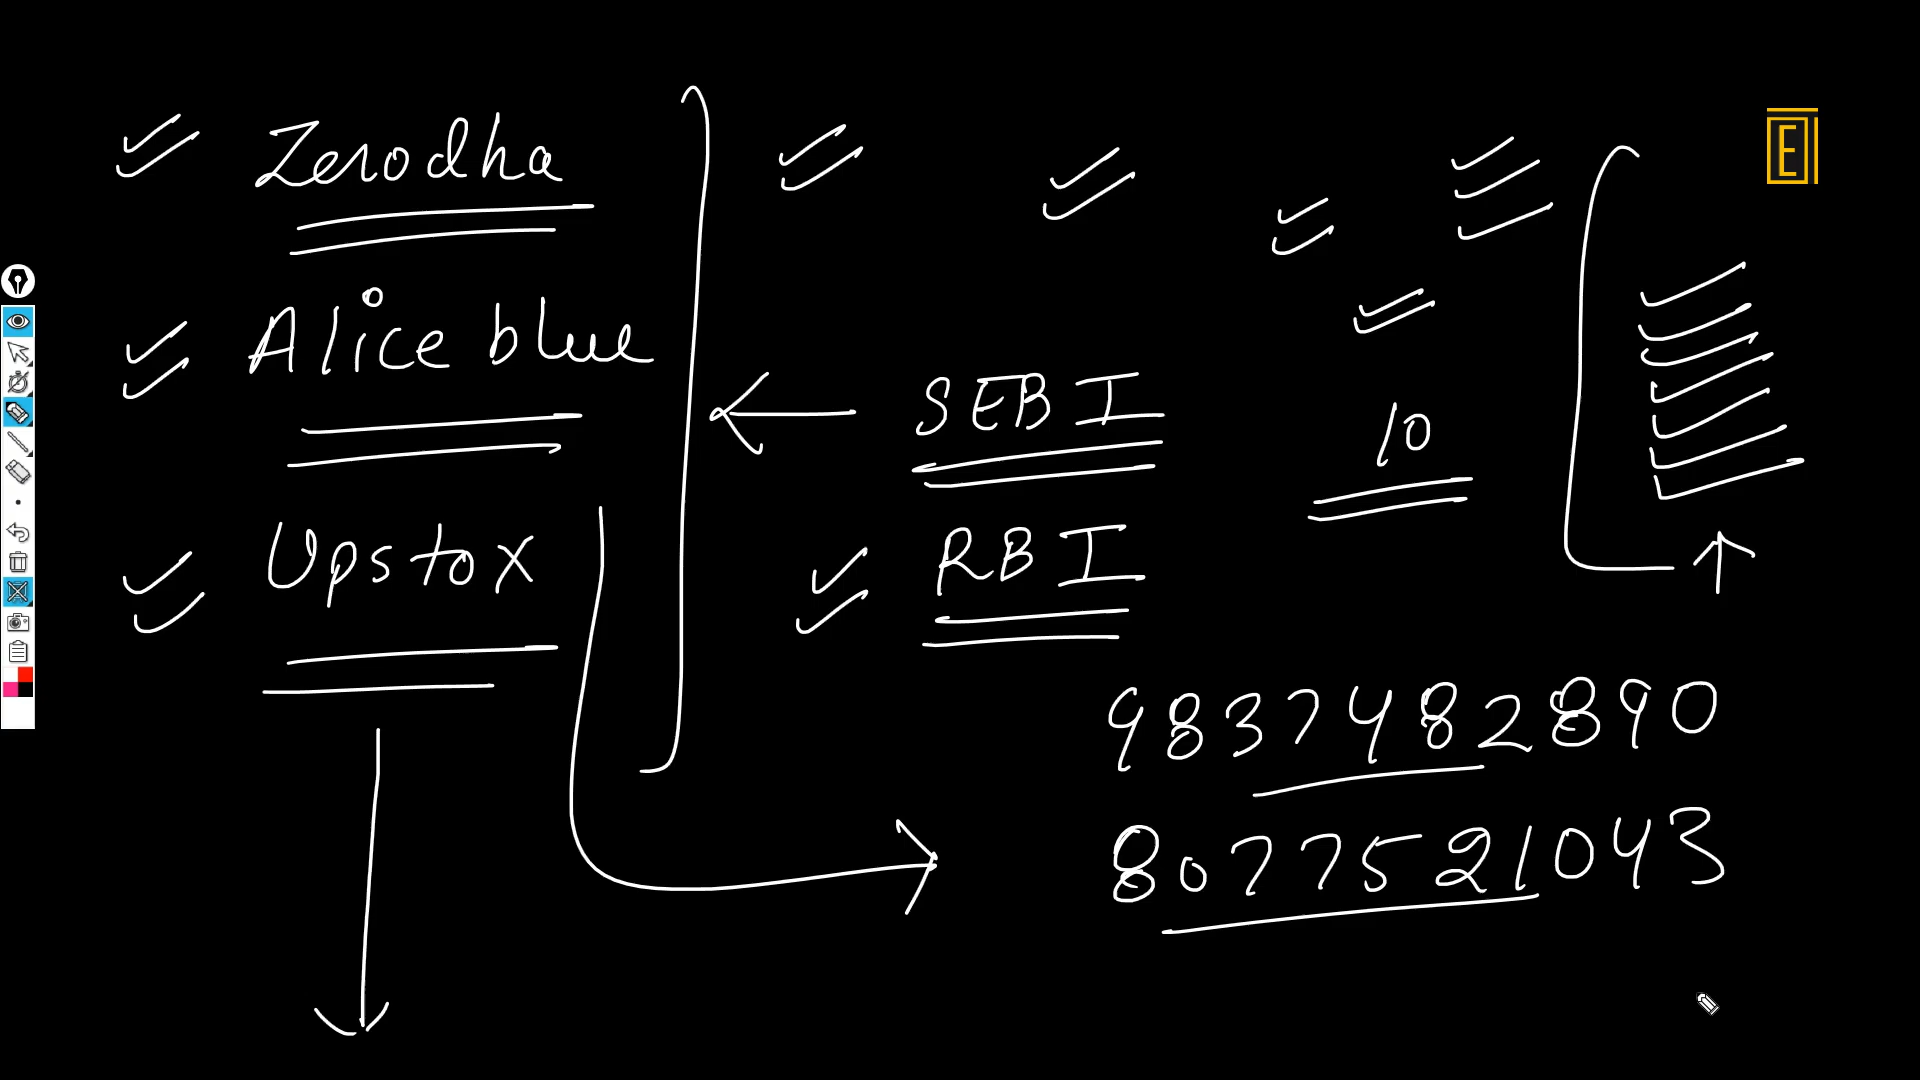 Zerodha
Alice blue
Upstox
SEBI
RBI
10
9837482890
8077521043
E